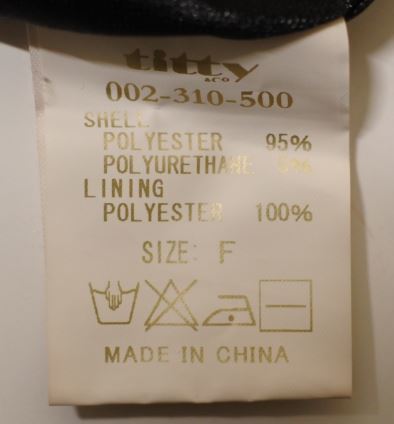 titty
&CO
002-310-500
SHELL
POLYESTER 95%
POLYURETHANE 5%
LINING
POLYESTER 100%
SIZE: F
MADE IN CHINA